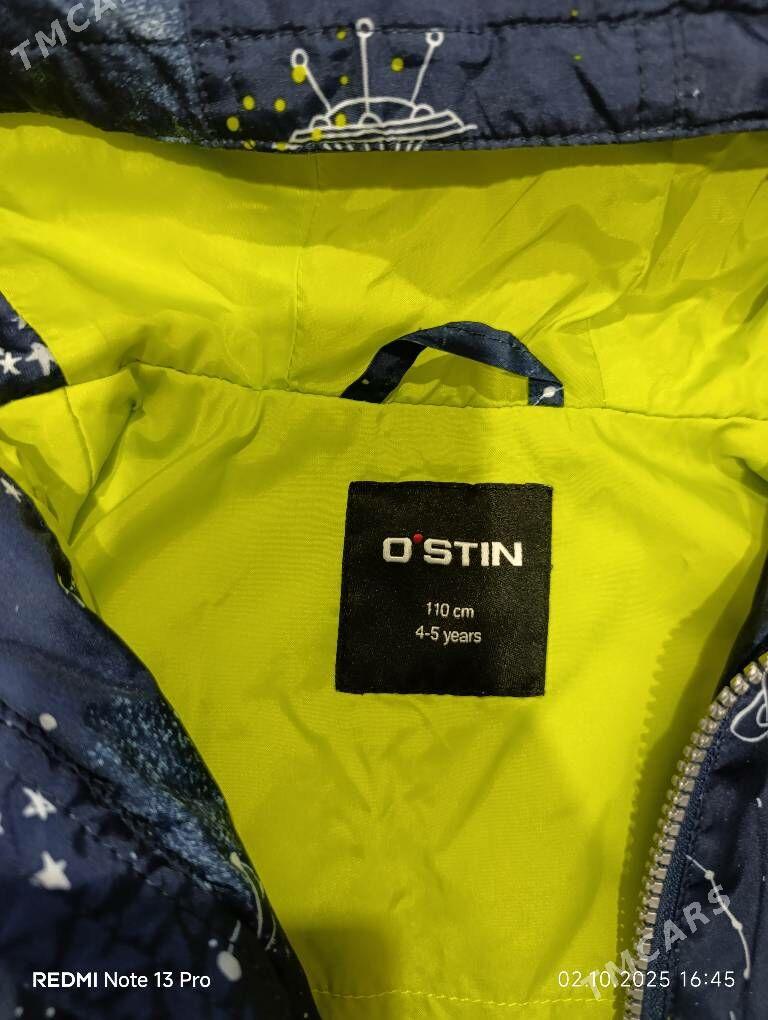 TMCARS
O'STIN
110 cm
4-5 years
TMCARS
REDMI Note 13 Pro
02.10.2025 16:45